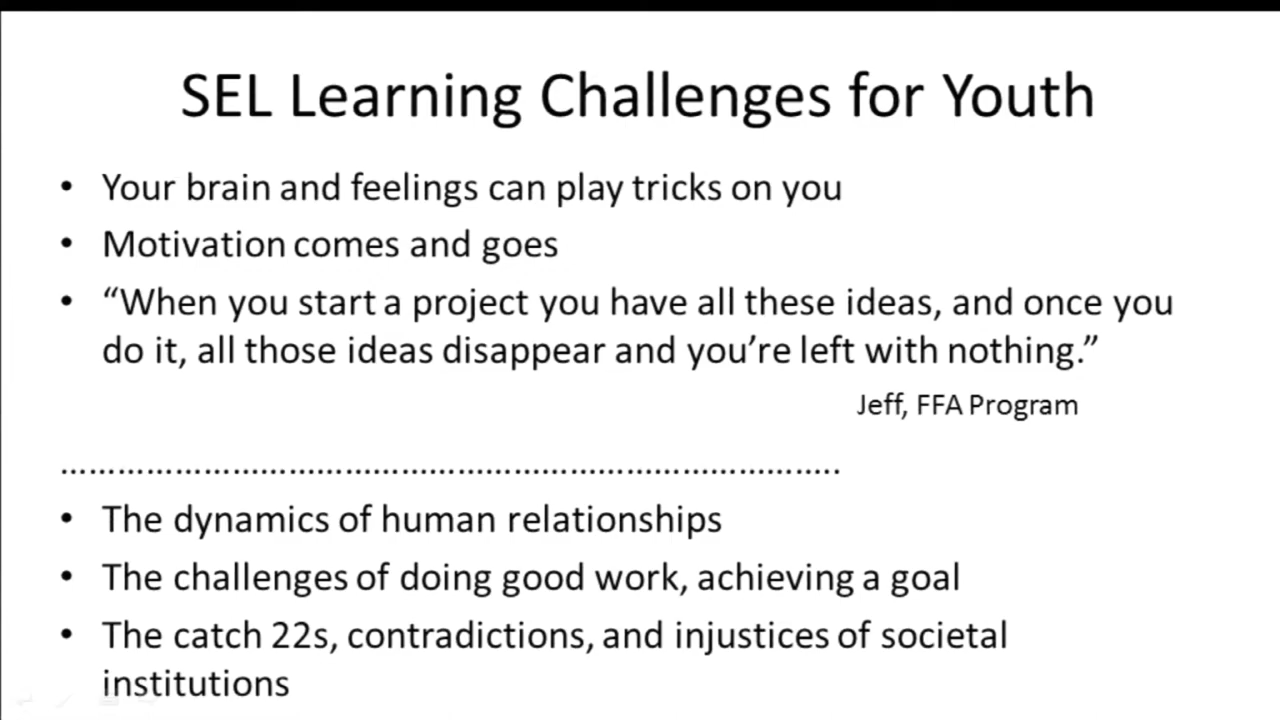 SEL Learning Challenges for Youth
• Your brain and feelings can play tricks on you
• Motivation comes and goes
• “When you start a project you have all these ideas, and once you
do it, all those ideas disappear and you’re left with nothing.”
Jeff, FFA Program
………………………………………………………………………..
• The dynamics of human relationships
• The challenges of doing good work, achieving a goal
• The catch 22s, contradictions, and injustices of societal
institutions